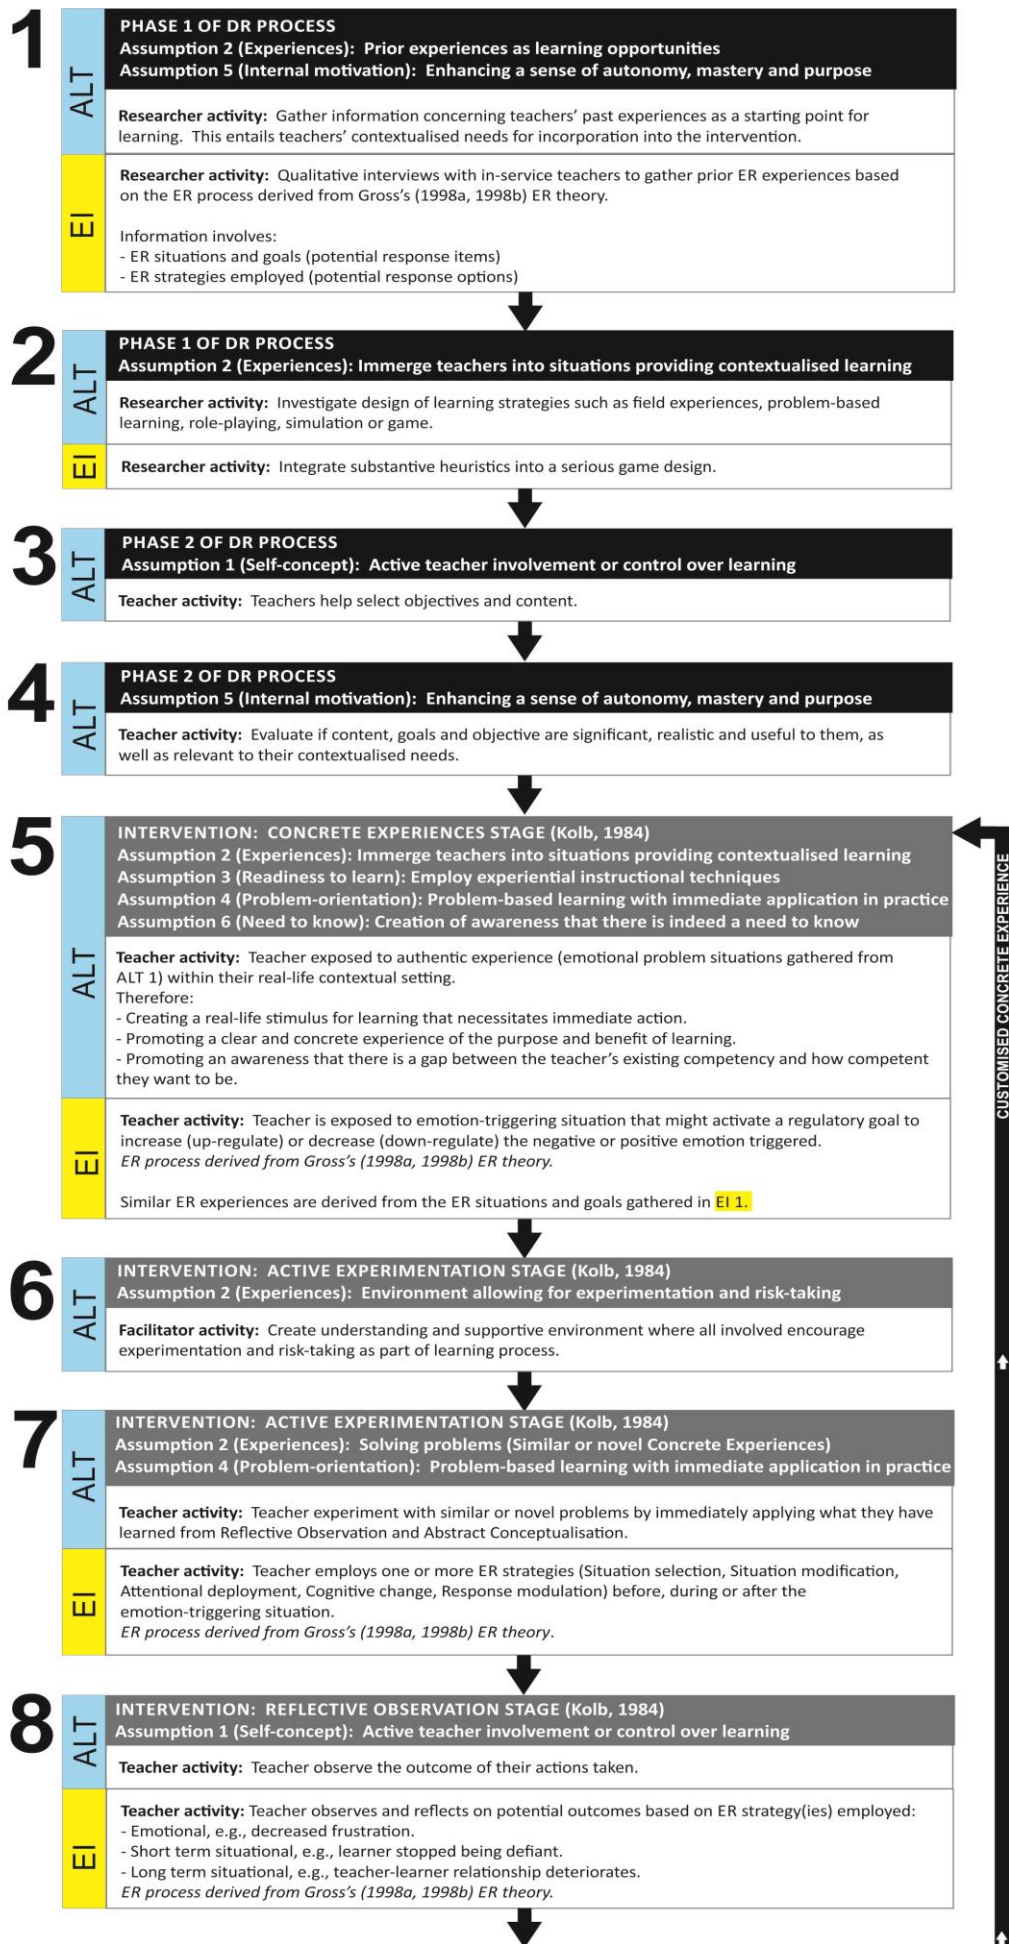 1
ALT
PHASE 1 OF DR PROCESS
Assumption 2 (Experiences): Prior experiences as learning opportunities
Assumption 5 (Internal motivation): Enhancing a sense of autonomy, mastery and purpose
Researcher activity: Gather information concerning teachers' past experiences as a starting point for
learning. This entails teachers' contextualised needs for incorporation into the intervention.
EI
Researcher activity: Qualitative interviews with in-service teachers to gather prior ER experiences based
on the ER process derived from Gross's (1998a, 1998b) ER theory.
Information involves:
- ER situations and goals (potential response items)
- ER strategies employed (potential response options)
2
ALT
PHASE 1 OF DR PROCESS
Assumption 2 (Experiences): Immerge teachers into situations providing contextualised learning
Researcher activity: Investigate design of learning strategies such as field experiences, problem-based
learning, role-playing, simulation or game.
EI
Researcher activity: Integrate substantive heuristics into a serious game design.
3
ALT
PHASE 2 OF DR PROCESS
Assumption 1 (Self-concept): Active teacher involvement or control over learning
Teacher activity: Teachers help select objectives and content.
4
ALT
PHASE 2 OF DR PROCESS
Assumption 5 (Internal motivation): Enhancing a sense of autonomy, mastery and purpose
Teacher activity: Evaluate if content, goals and objective are significant, realistic and useful to them, as
well as relevant to their contextualised needs.
5
ALT
INTERVENTION: CONCRETE EXPERIENCES STAGE (Kolb, 1984)
Assumption 2 (Experiences): Immerge teachers into situations providing contextualised learning
Assumption 3 (Readiness to learn): Employ experiential instructional techniques
Assumption 4 (Problem-orientation): Problem-based learning with immediate application in practice
Assumption 6 (Need to know): Creation of awareness that there is indeed a need to know
Teacher activity: Teacher exposed to authentic experience (emotional problem situations gathered from
ALT 1) within their real-life contextual setting.
Therefore:
- Creating a real-life stimulus for learning that necessitates immediate action.
- Promoting a clear and concrete experience of the purpose and benefit of learning.
- Promoting an awareness that there is a gap between the teacher's existing competency and how competent
they want to be.
EI
Teacher activity: Teacher is exposed to emotion-triggering situation that might activate a regulatory goal to
increase (up-regulate) or decrease (down-regulate) the negative or positive emotion triggered.
ER process derived from Gross's (1998a, 1998b) ER theory.
Similar ER experiences are derived from the ER situations and goals gathered in EI 1.
CUSTOMISED CONCRETE EXPERIENCE
6
ALT
INTERVENTION: ACTIVE EXPERIMENTATION STAGE (Kolb, 1984)
Assumption 2 (Experiences): Environment allowing for experimentation and risk-taking
Facilitator activity: Create understanding and supportive environment where all involved encourage
experimentation and risk-taking as part of learning process.
7
ALT
INTERVENTION: ACTIVE EXPERIMENTATION STAGE (Kolb, 1984)
Assumption 2 (Experiences): Solving problems (Similar or novel Concrete Experiences)
Assumption 4 (Problem-orientation): Problem-based learning with immediate application in practice
Teacher activity: Teacher experiment with similar or novel problems by immediately applying what they have
learned from Reflective Observation and Abstract Conceptualisation.
EI
Teacher activity: Teacher employs one or more ER strategies (Situation selection, Situation modification,
Attentional deployment, Cognitive change, Response modulation) before, during or after the
emotion-triggering situation.
ER process derived from Gross's (1998a, 1998b) ER theory.
8
ALT
INTERVENTION: REFLECTIVE OBSERVATION STAGE (Kolb, 1984)
Assumption 1 (Self-concept): Active teacher involvement or control over learning
Teacher activity: Teacher observe the outcome of their actions taken.
EI
Teacher activity: Teacher observes and reflects on potential outcomes based on ER strategy(ies) employed:
- Emotional, e.g., decreased frustration.
- Short term situational, e.g., learner stopped being defiant.
- Long term situational, e.g., teacher-learner relationship deteriorates.
ER process derived from Gross's (1998a, 1998b) ER theory.